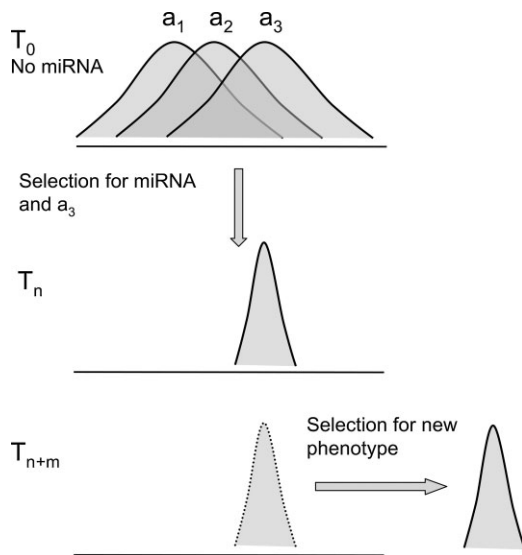 a₁ a₂ a₃
T₀
No miRNA
Selection for miRNA
and a₃
Tₙ
Selection for new
phenotype
Tₙ₊ₘ